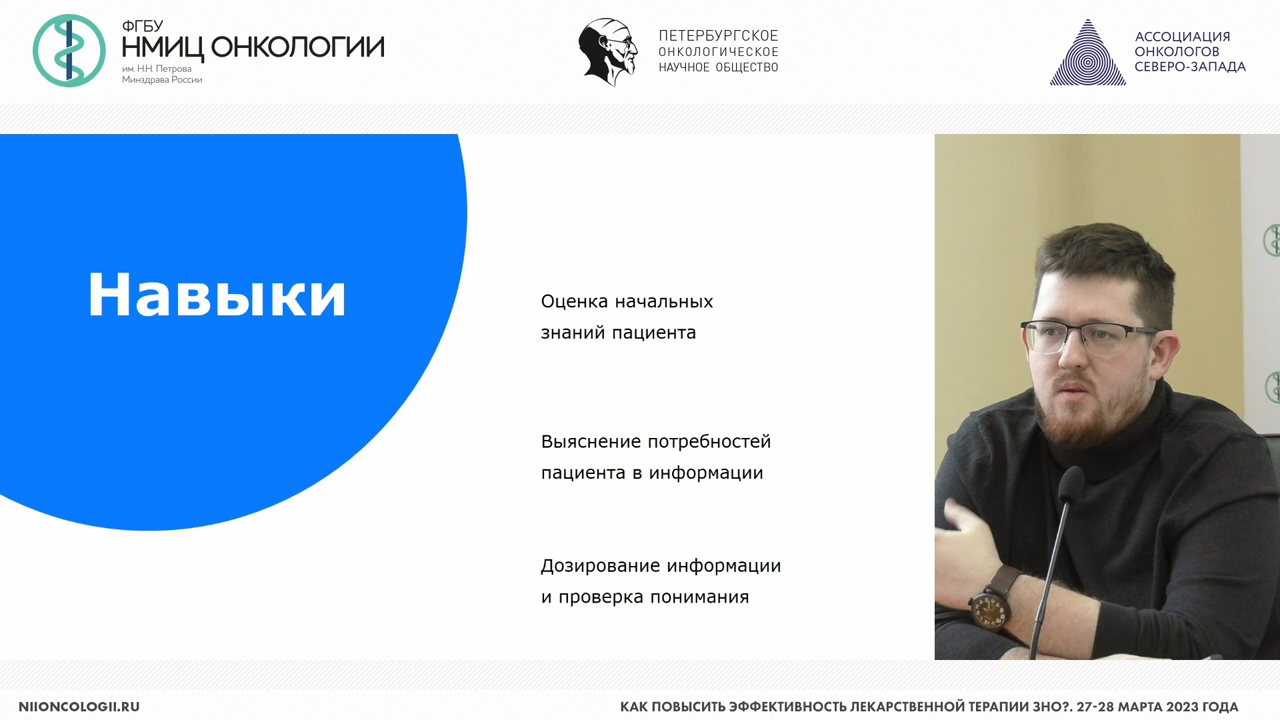 ФГБУ
НМИЦ ОНКОЛОГИИ
им. Н.Н. Петрова
Минздрава России
ПЕТЕРБУРГСКОЕ
ОНКОЛОГИЧЕСКОЕ
НАУЧНОЕ ОБЩЕСТВО
АССОЦИАЦИЯ
ОНКОЛОГОВ
СЕВЕРО-ЗАПАДА
Навыки
Оценка начальных
знаний пациента
Выяснение потребностей
пациента в информации
Дозирование информации
и проверка понимания
NIIONCOLOGII.RU
КАК ПОВЫСИТЬ ЭФФЕКТИВНОСТЬ ЛЕКАРСТВЕННОЙ ТЕРАПИИ ЗНО?. 27-28 МАРТА 2023 ГОДА